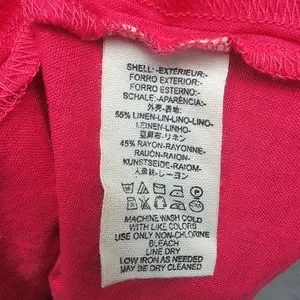 SHELL:-EXTÉRIEUR:-
FORRO EXTERIOR:-
FORRO ESTERNO:-
SCHALE:-APARÊNCIA:-
外壳-表地:
55% LINEN-LIN-LINO-LINO-
LEINEN-LINHO-
亚麻布-リネン
45% RAYON-RAYONNE-
RAYÓN-RAION-
KUNSTSEIDE-RAIOM-
人造絲-レーヨン
MACHINE WASH COLD
WITH LIKE COLORS
USE ONLY NON-CHLORINE
BLEACH
LINE DRY
LOW IRON AS NEEDED
MAY BE DRY CLEANED